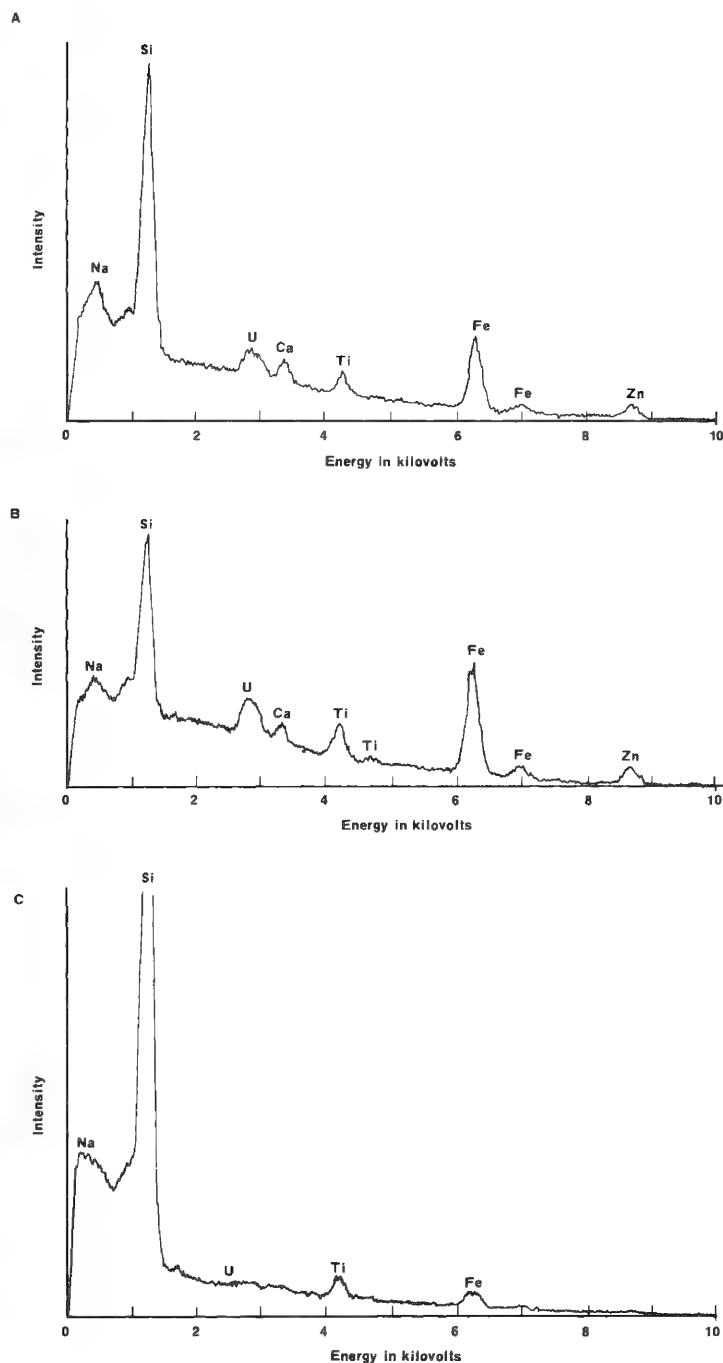 A
Si
Na
U
Ca
Ti
Fe
Fe
Zn
Intensity
0 2 4 6 8 10
Energy in kilovolts
B
Si
Na
U
Ca
Ti
Ti
Fe
Fe
Zn
Intensity
0 2 4 6 8 10
Energy in kilovolts
C
Si
Na
U
Ti
Fe
Intensity
0 2 4 6 8 10
Energy in kilovolts